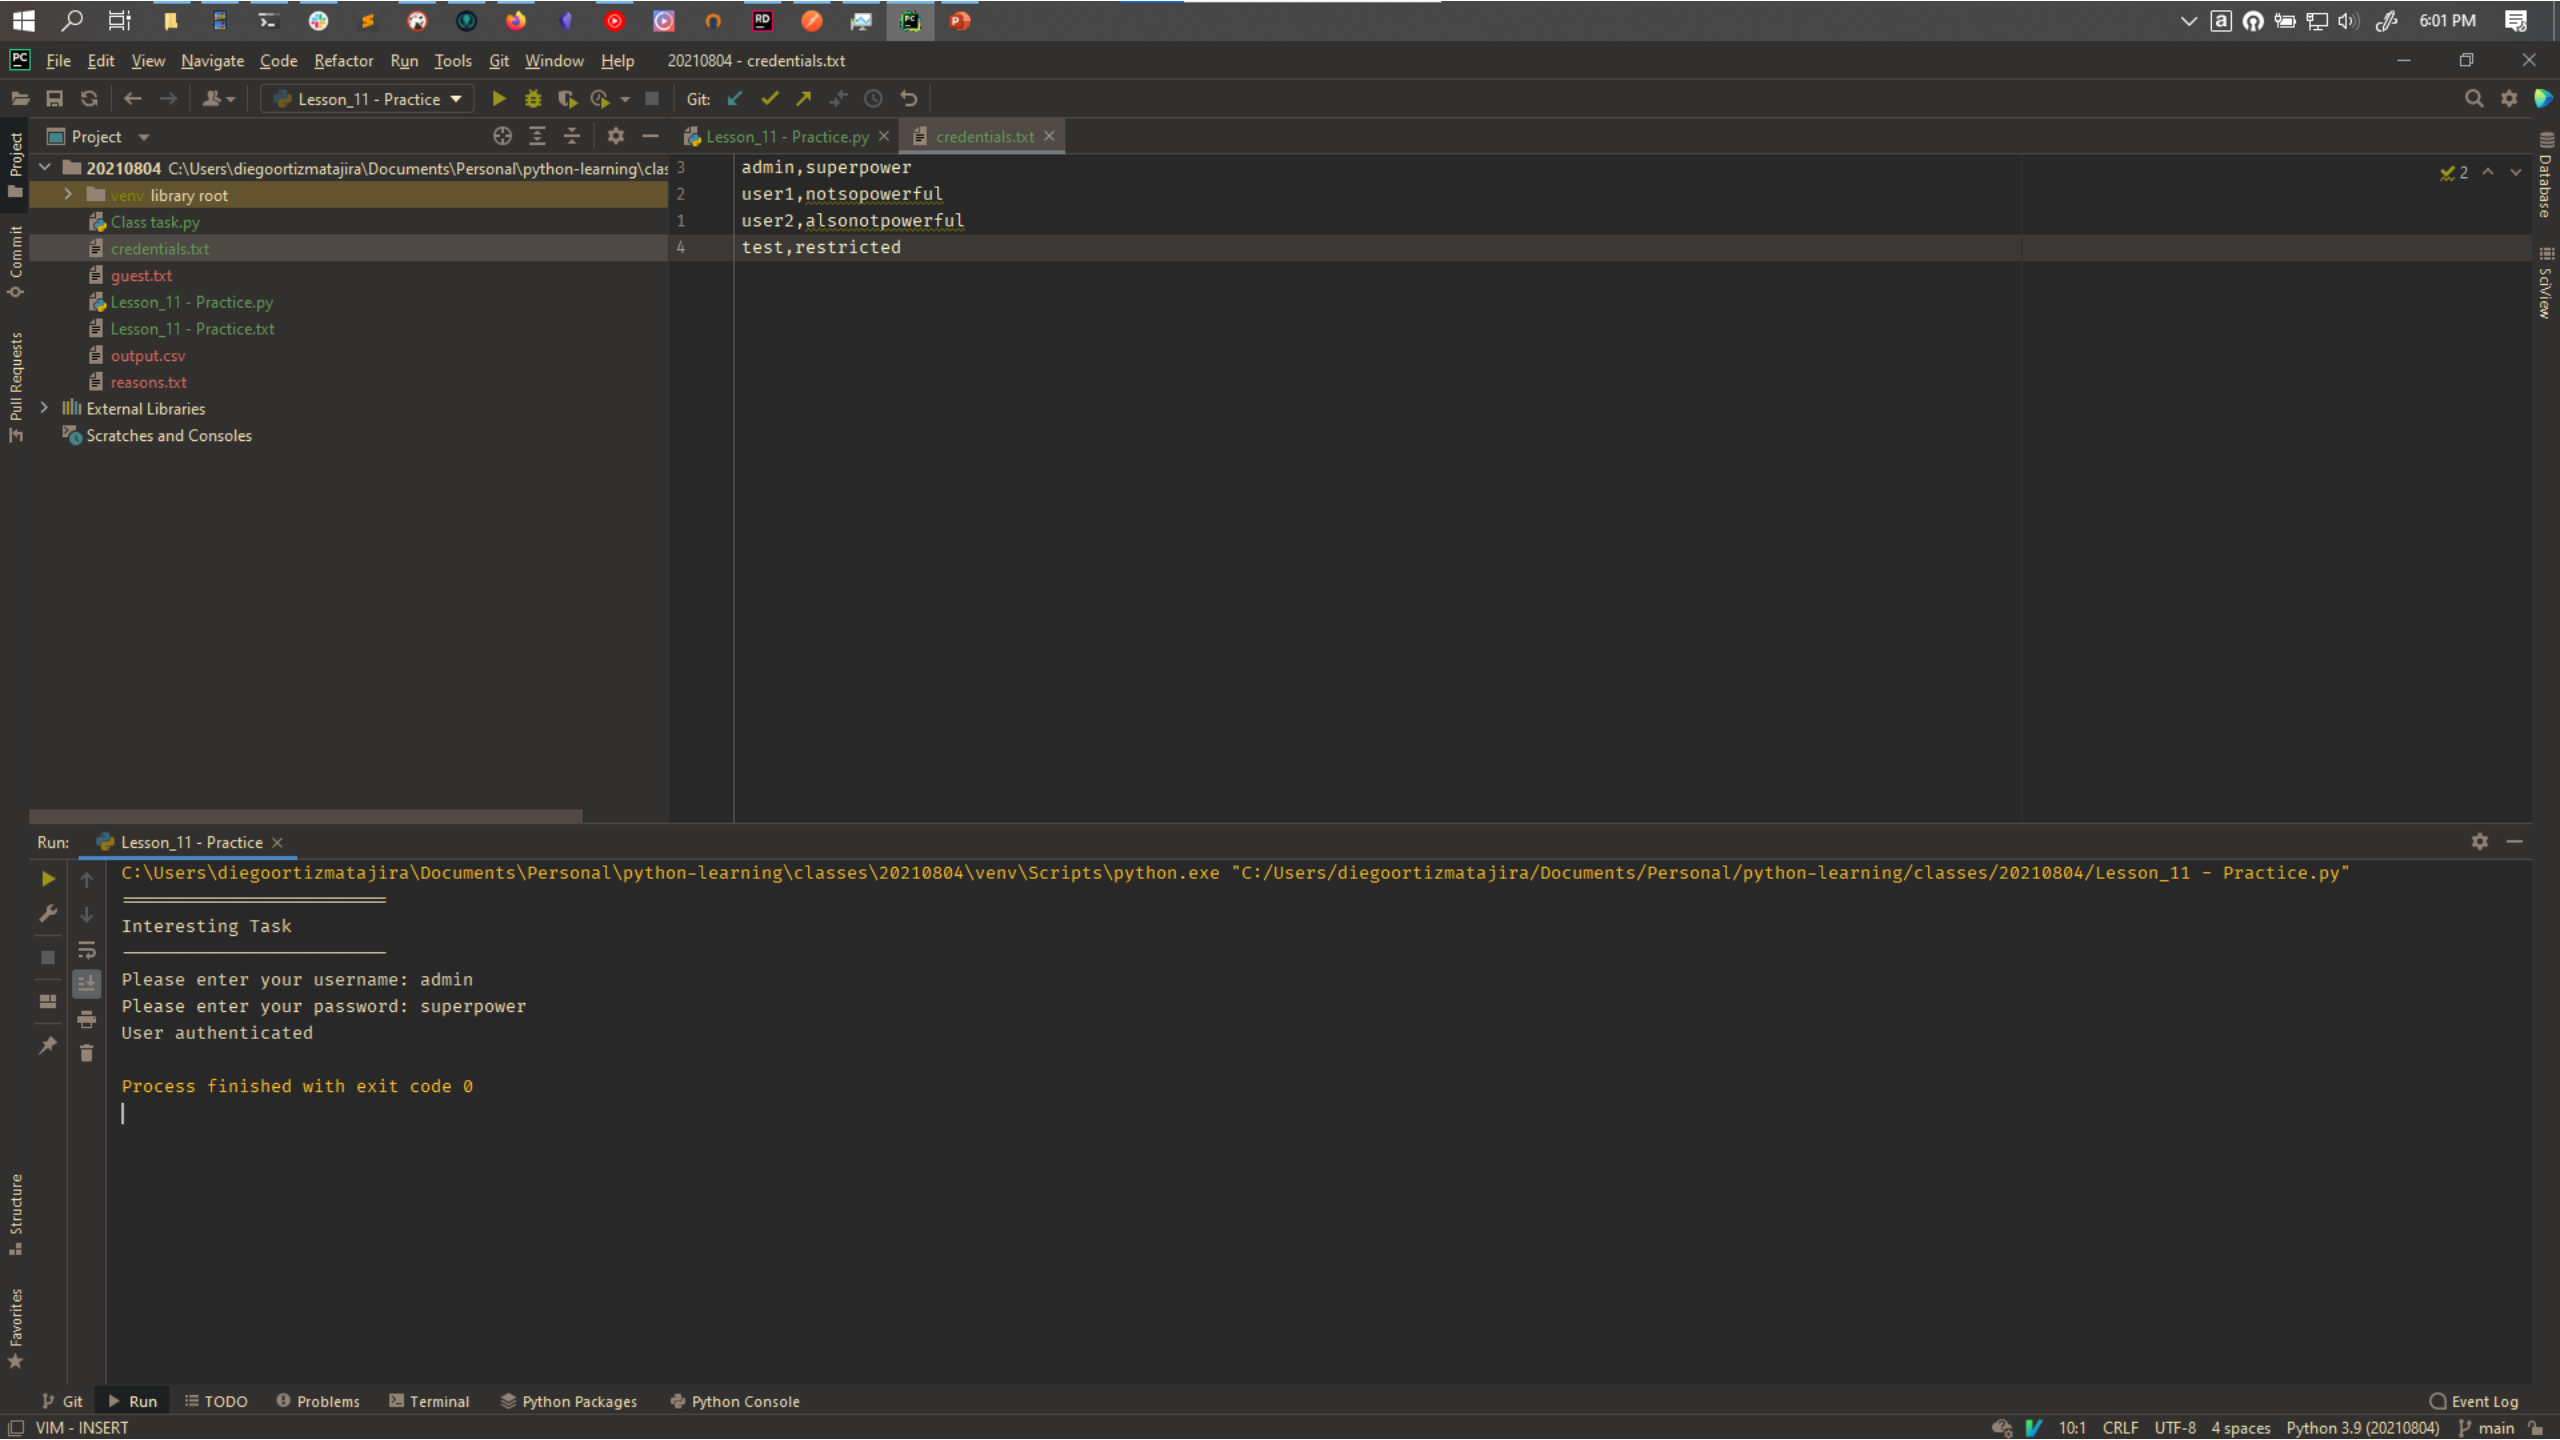 6:01 PM
File Edit View Navigate Code Refactor Run Tools Git Window Help 20210804 - credentials.txt
Lesson_11 - Practice Git:
Project
Lesson_11 - Practice.py credentials.txt
20210804 C:\Users\diegoortizmatajira\Documents\Personal\python-learning\clas
venv library root
Class task.py
credentials.txt
guest.txt
Lesson_11 - Practice.py
Lesson_11 - Practice.txt
output.csv
reasons.txt
External Libraries
Scratches and Consoles
3 admin,superpower
2 user1,notsopowerful
1 user2,alsonotpowerful
4 test,restricted
2
Project
Commit
Pull Requests
Structure
Favorites
Database
SciView
Run: Lesson_11 - Practice
C:\Users\diegoortizmatajira\Documents\Personal\python-learning\classes\20210804\venv\Scripts\python.exe "C:/Users/diegoortizmatajira/Documents/Personal/python-learning/classes/20210804/Lesson_11 - Practice.py"
Interesting Task
Please enter your username: admin
Please enter your password: superpower
User authenticated
Process finished with exit code 0
Git Run TODO Problems Terminal Python Packages Python Console Event Log
VIM - INSERT 10:1 CRLF UTF-8 4 spaces Python 3.9 (20210804) main